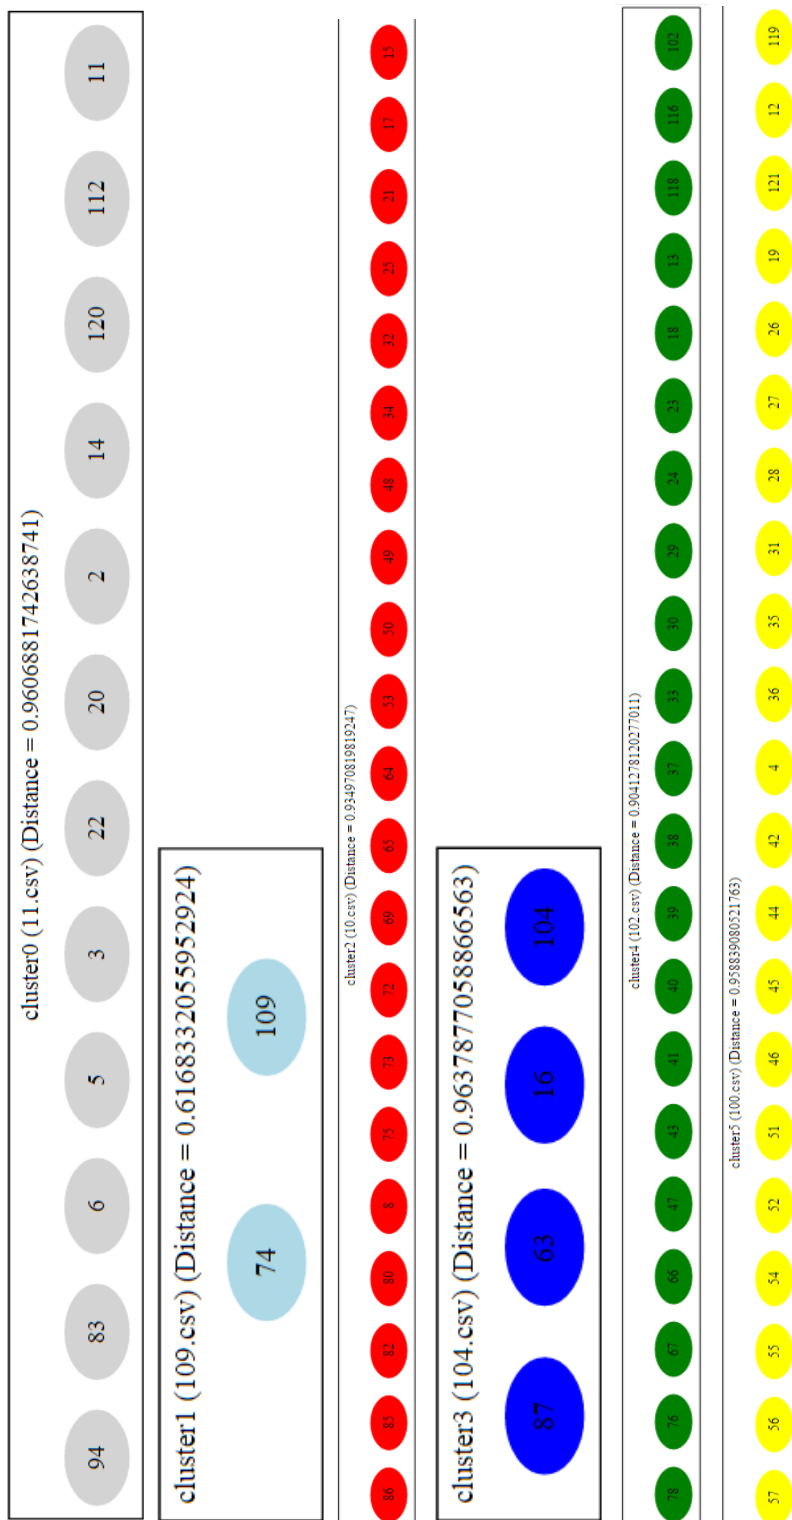 cluster0 (11.csv) (Distance = 0.9606881742638741)
94 83 6 5 3 22 20 2 14 120 112 11
cluster1 (109.csv) (Distance = 0.6168332055952924)
74 109
cluster2 (10.csv) (Distance = 0.934970819819247)
86 85 82 80 8 75 73 72 69 65 64 53 50 49 48 34 32 25 21 17 15
cluster3 (104.csv) (Distance = 0.9637877058866563)
87 63 16 104
cluster4 (102.csv) (Distance = 0.9041278120277011)
78 76 67 66 47 43 41 40 39 38 37 33 30 29 24 23 18 13 118 116 102
cluster5 (100.csv) (Distance = 0.958839080521763)
57 56 55 54 52 51 46 45 44 42 4 36 35 31 28 27 26 19 121 12 119